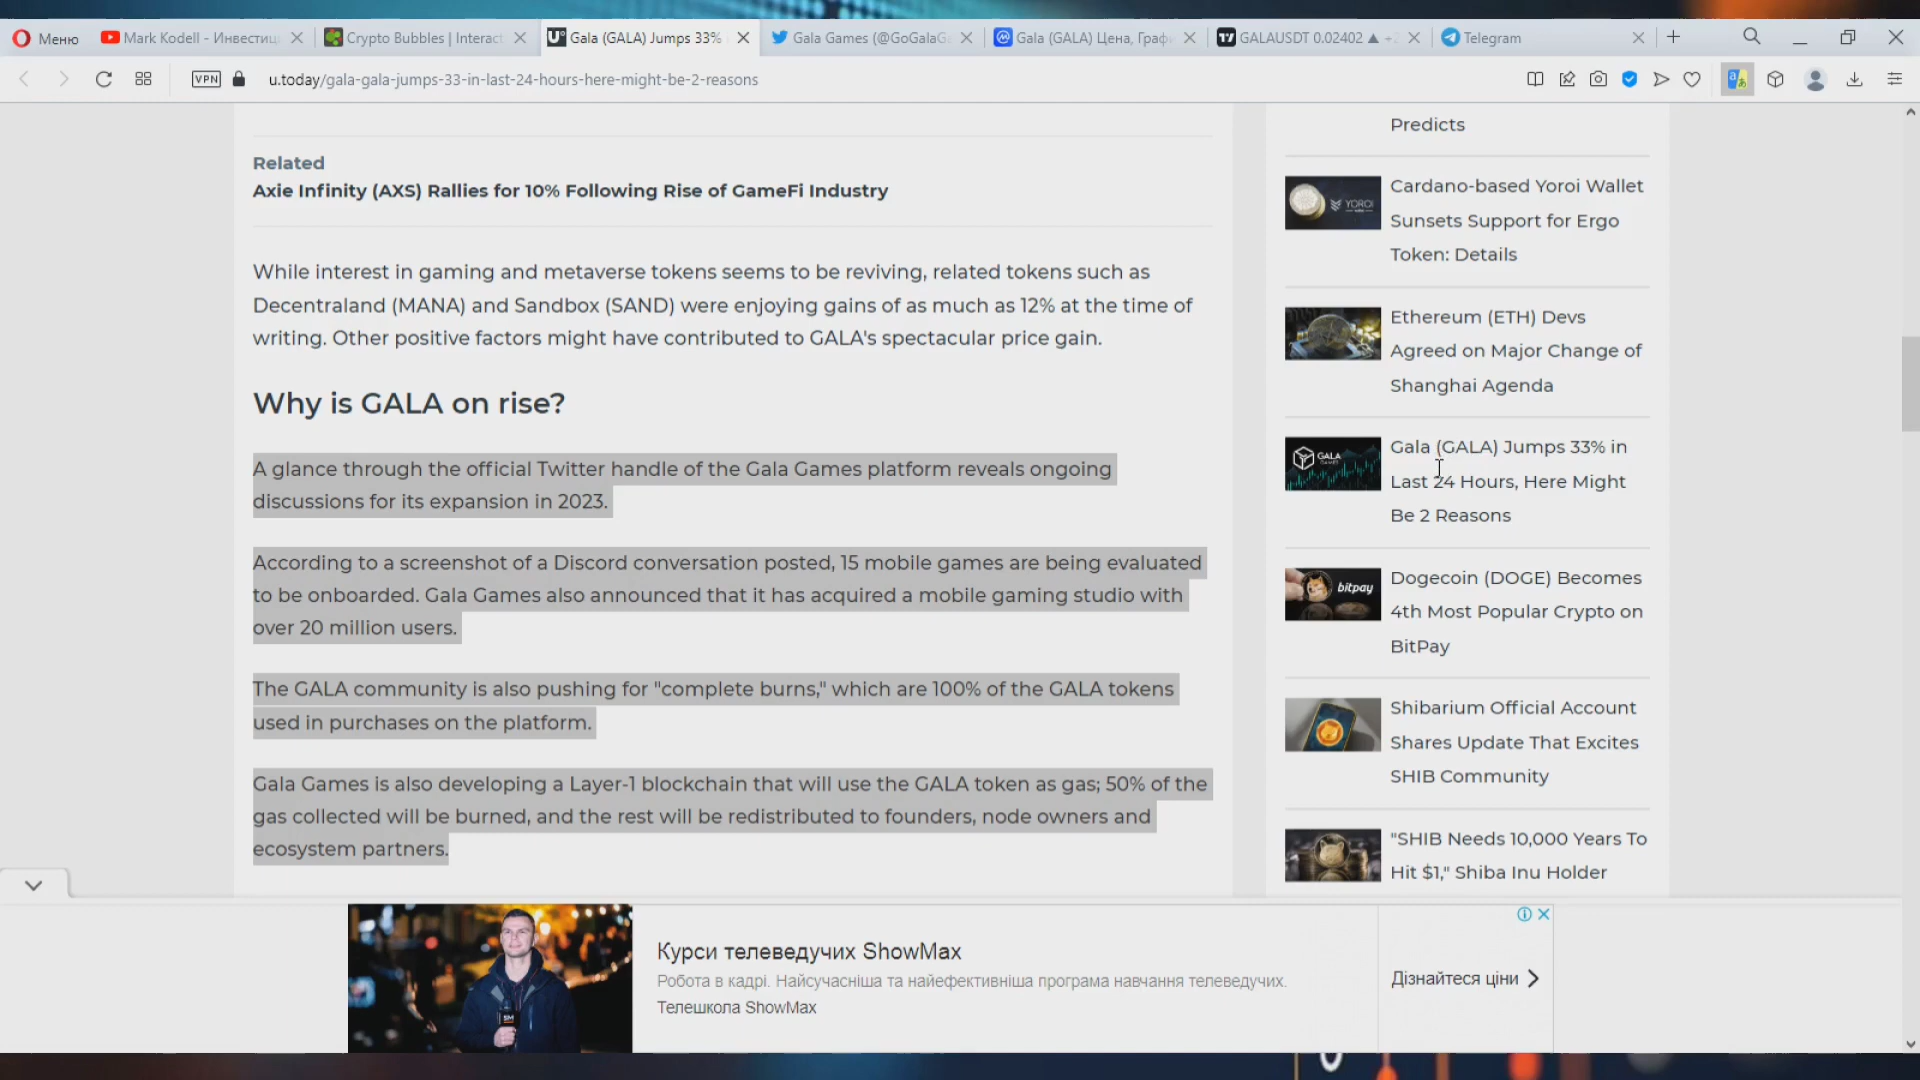 Меню
Mark Kodell - Инвестици
Crypto Bubbles | Interact
Gala (GALA) Jumps 33%
Gala Games (@GoGalaG
Gala (GALA) Цена, Граф
GALAUSDT 0.02402 ▲ +
Telegram
VPN
u.today/gala-gala-jumps-33-in-last-24-hours-here-might-be-2-reasons
Related
Axie Infinity (AXS) Rallies for 10% Following Rise of GameFi Industry
While interest in gaming and metaverse tokens seems to be reviving, related tokens such as
Decentraland (MANA) and Sandbox (SAND) were enjoying gains of as much as 12% at the time of
writing. Other positive factors might have contributed to GALA's spectacular price gain.
Why is GALA on rise?
A glance through the official Twitter handle of the Gala Games platform reveals ongoing
discussions for its expansion in 2023.
According to a screenshot of a Discord conversation posted, 15 mobile games are being evaluated
to be onboarded. Gala Games also announced that it has acquired a mobile gaming studio with
over 20 million users.
The GALA community is also pushing for "complete burns," which are 100% of the GALA tokens
used in purchases on the platform.
Gala Games is also developing a Layer-1 blockchain that will use the GALA token as gas; 50% of the
gas collected will be burned, and the rest will be redistributed to founders, node owners and
ecosystem partners.
Predicts
YOROI
Cardano-based Yoroi Wallet
Sunsets Support for Ergo
Token: Details
Ethereum (ETH) Devs
Agreed on Major Change of
Shanghai Agenda
GALA
GAMES
Gala (GALA) Jumps 33% in
Last 24 Hours, Here Might
Be 2 Reasons
bitpay
Dogecoin (DOGE) Becomes
4th Most Popular Crypto on
BitPay
Shibarium Official Account
Shares Update That Excites
SHIB Community
"SHIB Needs 10,000 Years To
Hit $1," Shiba Inu Holder
SM
Курси телеведучих ShowMax
Робота в кадрі. Найсучасніша та найефективніша програма навчання телеведучих.
Телешкола ShowMax
Дізнайтеся ціни